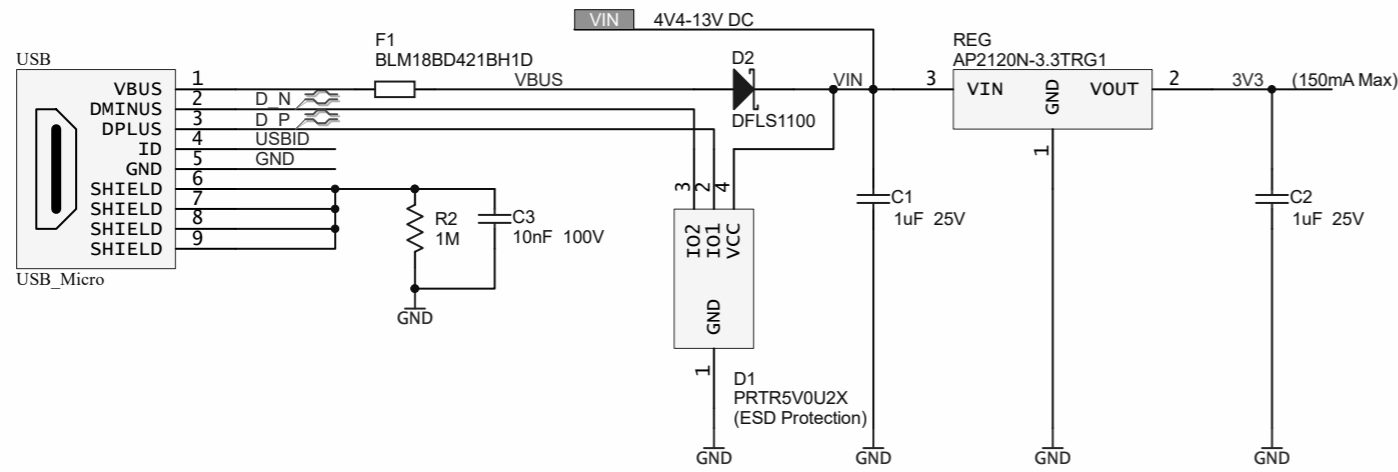 VIN 4V4-13V DC
USB
F1
BLM18BD421BH1D
D2
DFLS1100
REG
AP2120N-3.3TRG1
VBUS 1 VBUS VIN 3 VIN GND VOUT 2 3V3 (150mA Max)
DMINUS 2 D_N
DPLUS 3 D_P
ID 4 USBID
GND 5 GND
SHIELD 6
SHIELD 7
SHIELD 8
SHIELD 9
USB_Micro
R2
1M
C3
10nF 100V
GND
3 2 4
IO2 IO1 VCC
GND
1
D1
PRTR5V0U2X
(ESD Protection)
GND
C1
1uF 25V
GND
1
GND
C2
1uF 25V
GND